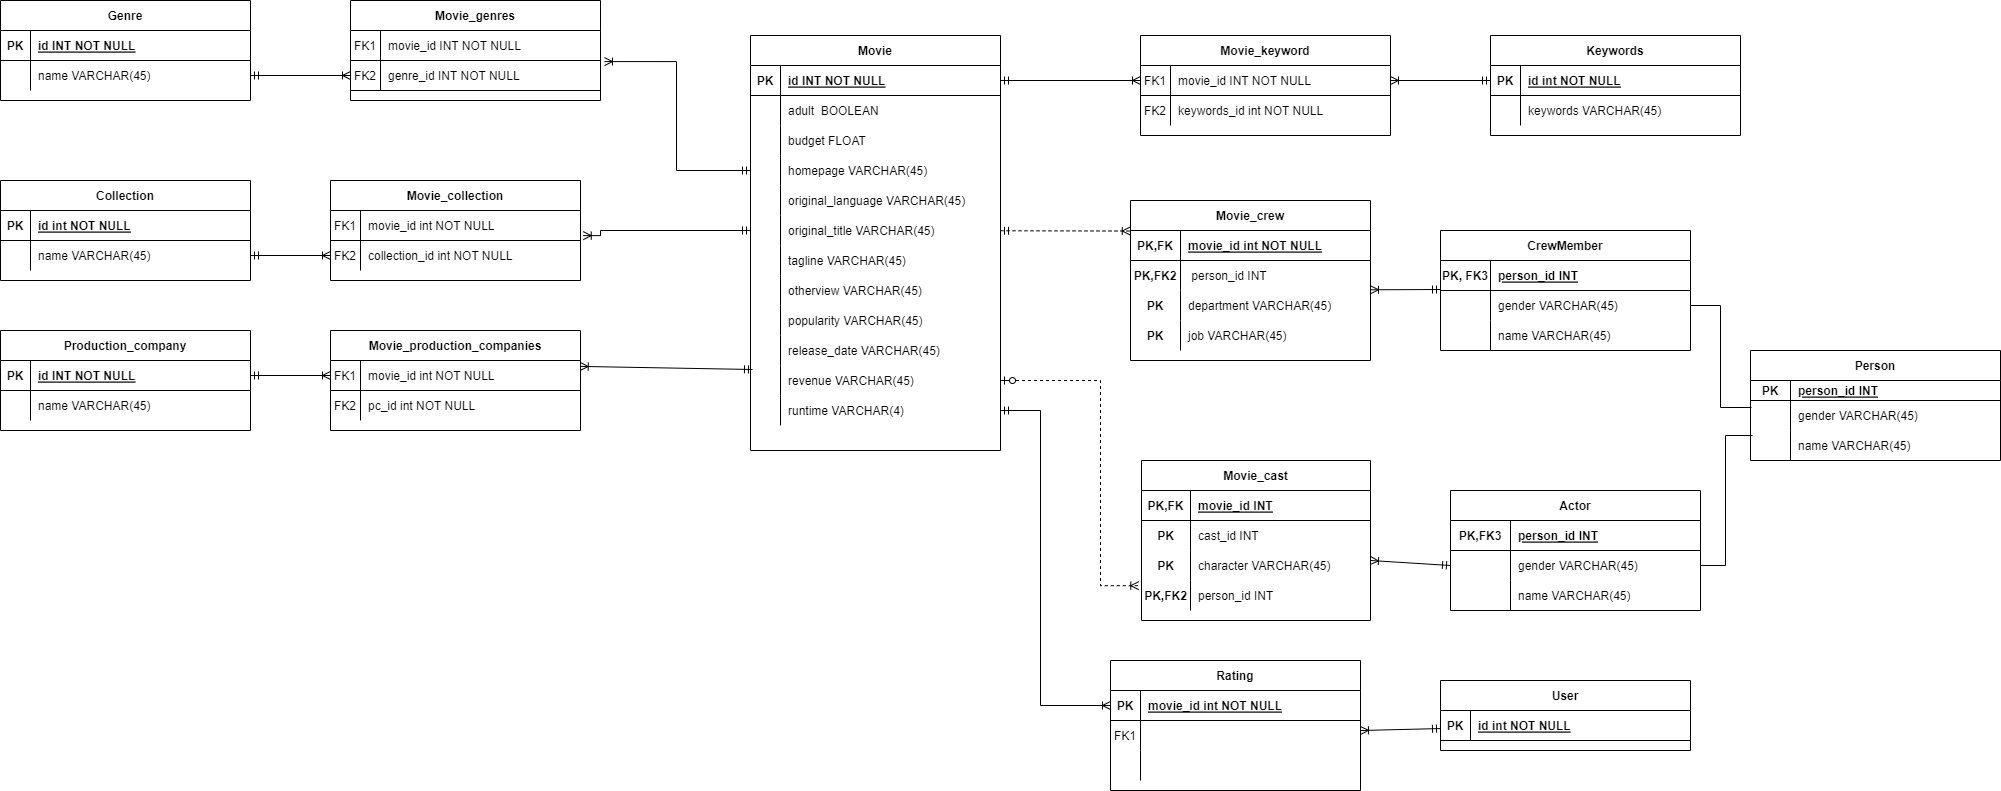 Genre
PK id INT NOT NULL
name VARCHAR(45)
Movie_genres
FK1 movie_id INT NOT NULL
FK2 genre_id INT NOT NULL
Collection
PK id int NOT NULL
name VARCHAR(45)
Movie_collection
FK1 movie_id int NOT NULL
FK2 collection_id int NOT NULL
Production_company
PK id INT NOT NULL
name VARCHAR(45)
Movie_production_companies
FK1 movie_id int NOT NULL
FK2 pc_id int NOT NULL
Movie
PK id INT NOT NULL
adult BOOLEAN
budget FLOAT
homepage VARCHAR(45)
original_language VARCHAR(45)
original_title VARCHAR(45)
tagline VARCHAR(45)
otherview VARCHAR(45)
popularity VARCHAR(45)
release_date VARCHAR(45)
revenue VARCHAR(45)
runtime VARCHAR(4)
Movie_keyword
FK1 movie_id INT NOT NULL
FK2 keywords_id int NOT NULL
Keywords
PK id int NOT NULL
keywords VARCHAR(45)
Movie_crew
PK,FK movie_id int NOT NULL
PK,FK2 person_id INT
PK department VARCHAR(45)
PK job VARCHAR(45)
CrewMember
PK, FK3 person_id INT
gender VARCHAR(45)
name VARCHAR(45)
Person
PK person_id INT
gender VARCHAR(45)
name VARCHAR(45)
Movie_cast
PK,FK movie_id INT
PK cast_id INT
PK character VARCHAR(45)
PK,FK2 person_id INT
Actor
PK,FK3 person_id INT
gender VARCHAR(45)
name VARCHAR(45)
Rating
PK movie_id int NOT NULL
FK1
User
PK id int NOT NULL